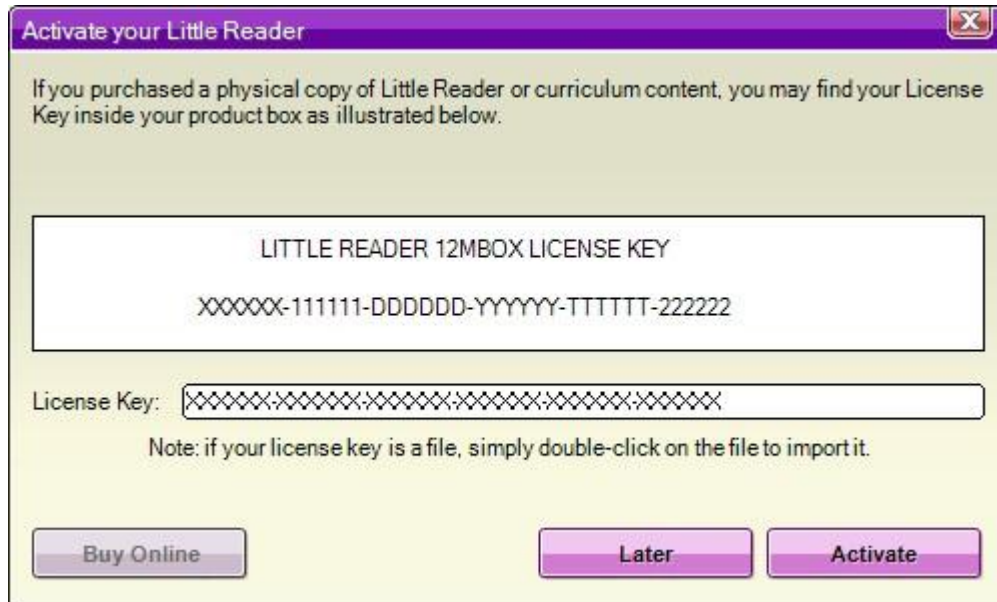 Activate your Little Reader
If you purchased a physical copy of Little Reader or curriculum content, you may find your License
Key inside your product box as illustrated below.
LITTLE READER 12MBOX LICENSE KEY
XXXXXX-111111-DDDDDD-YYYYYY-TTTTTT-222222
License Key: XXXXXX-XXXXXX-XXXXXX-XXXXXX-XXXXXX-XXXXXX
Note: if your license key is a file, simply double-click on the file to import it.
Buy Online Later Activate